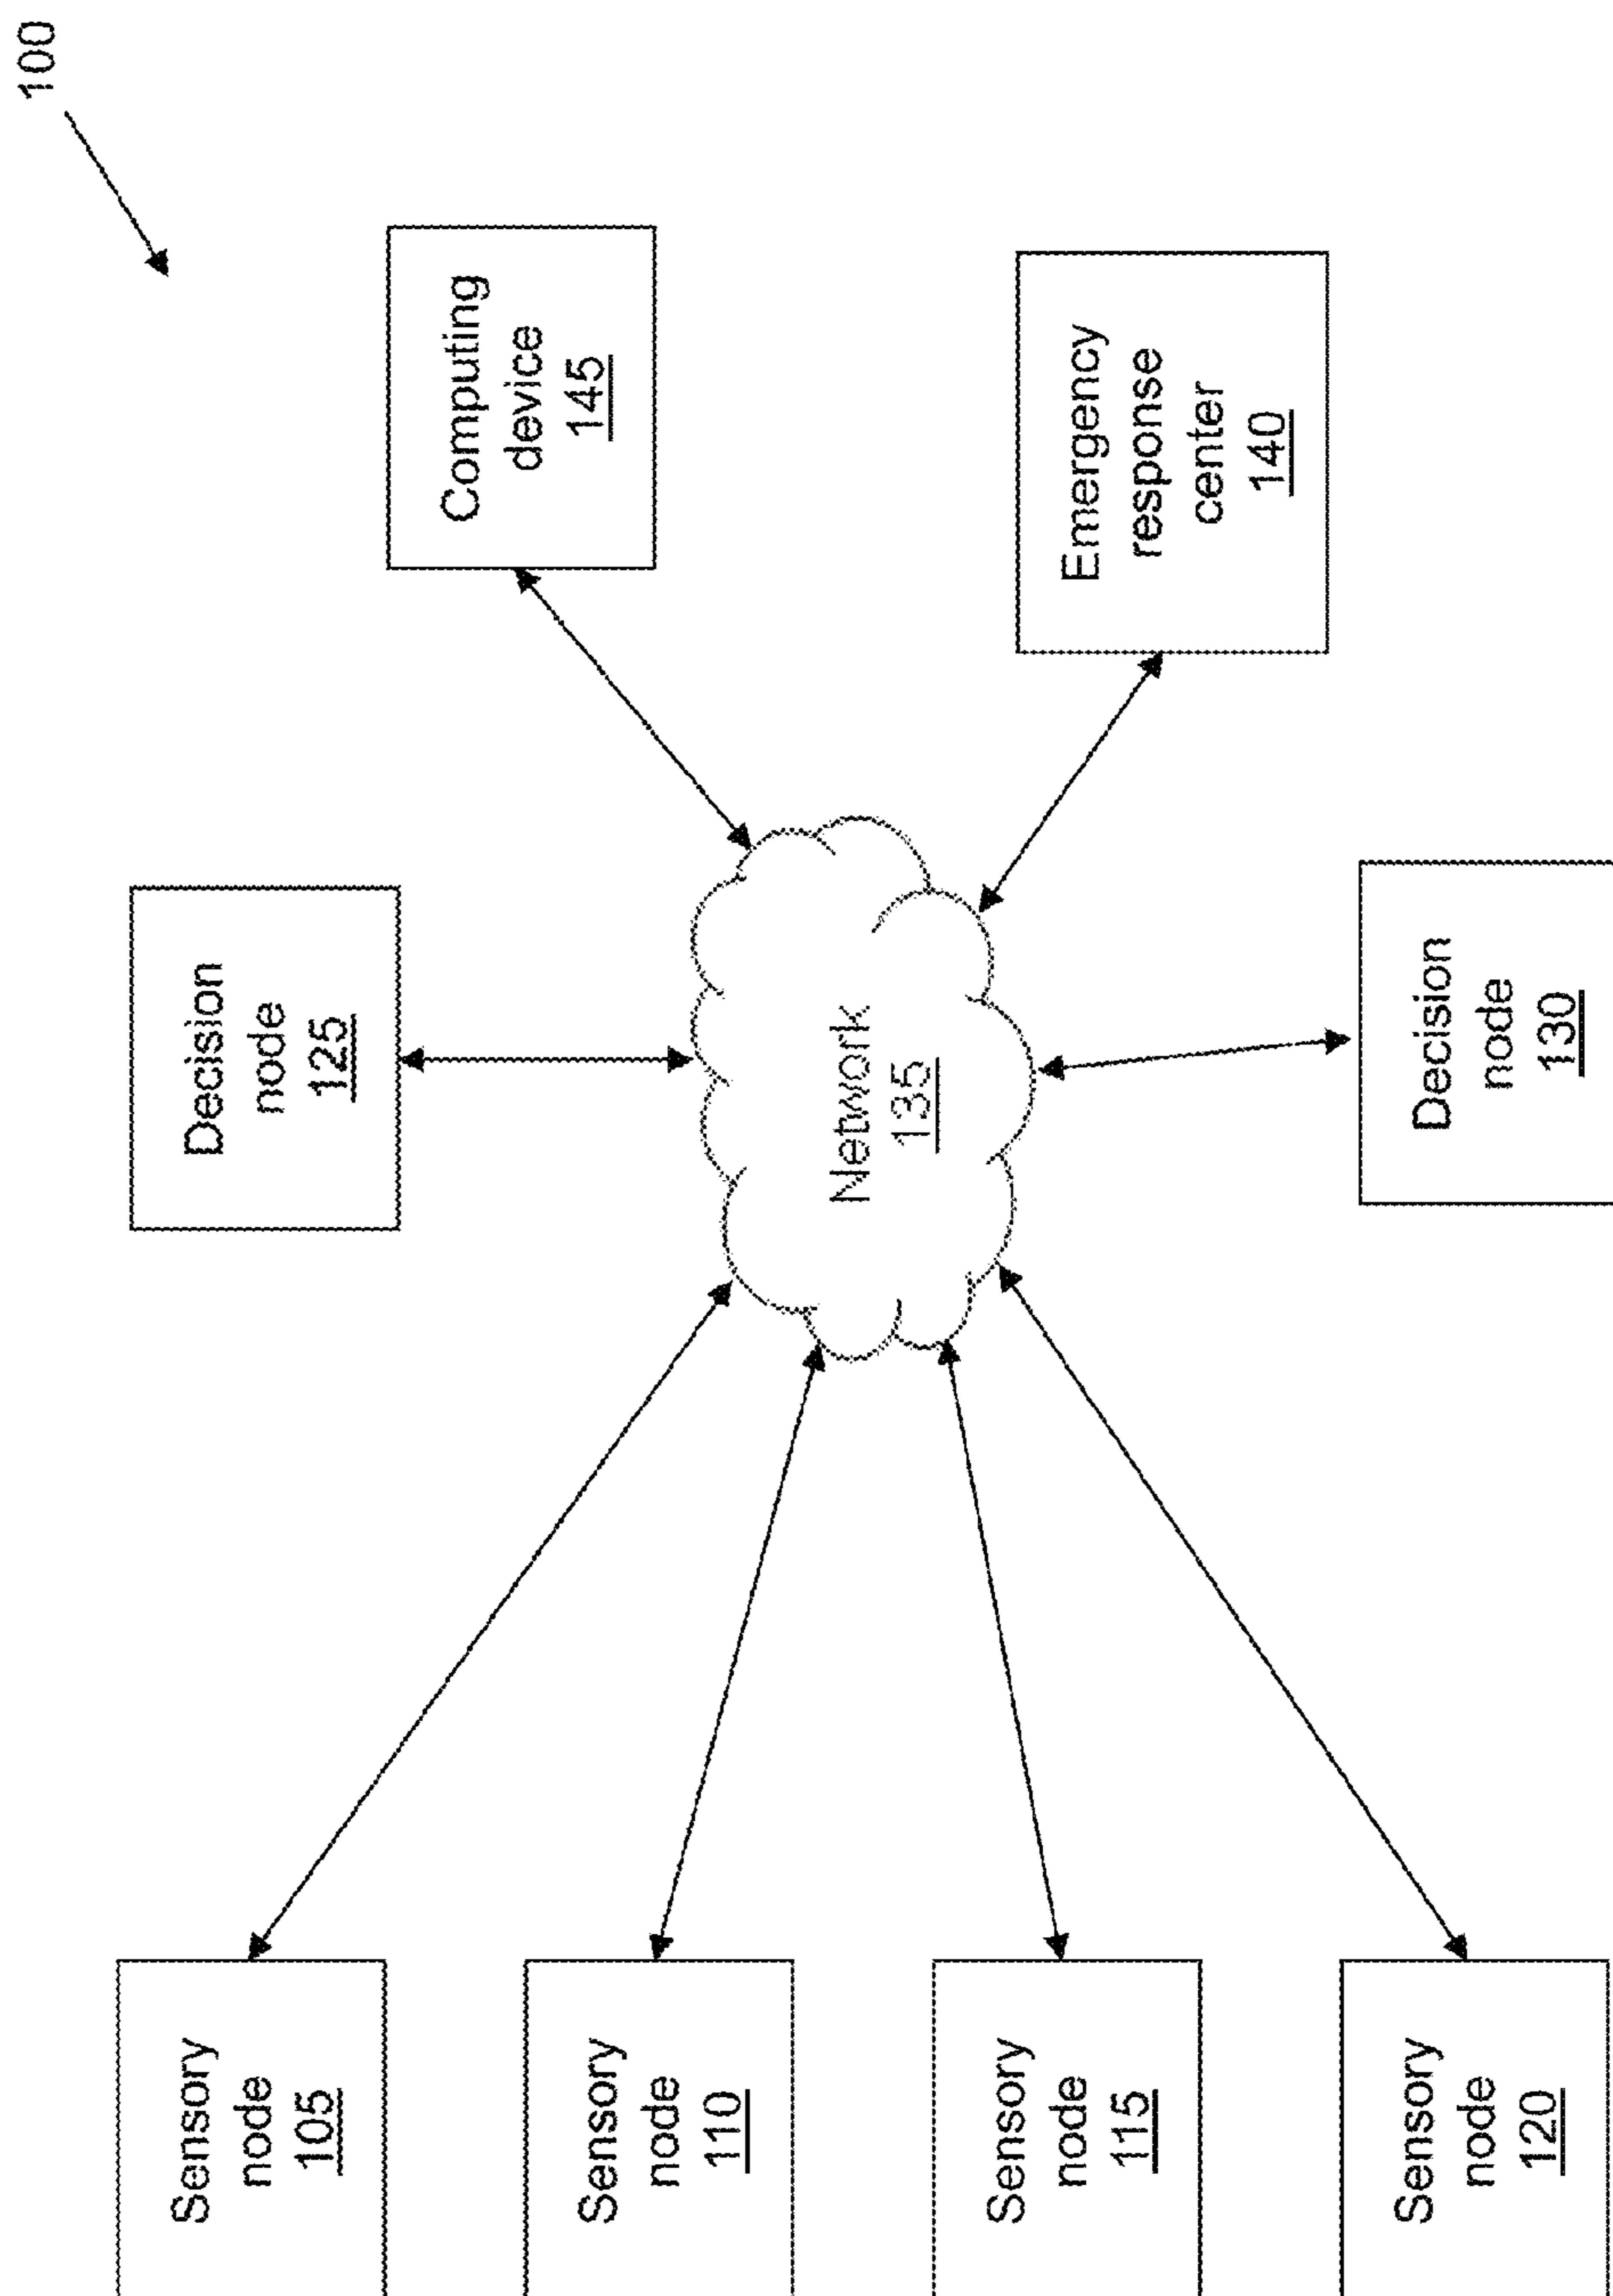 100
Sensory
node
105
Sensory
node
110
Sensory
node
115
Sensory
node
120
Decision
node
125
Network
135
Decision
node
130
Computing
device
145
Emergency
response
center
140